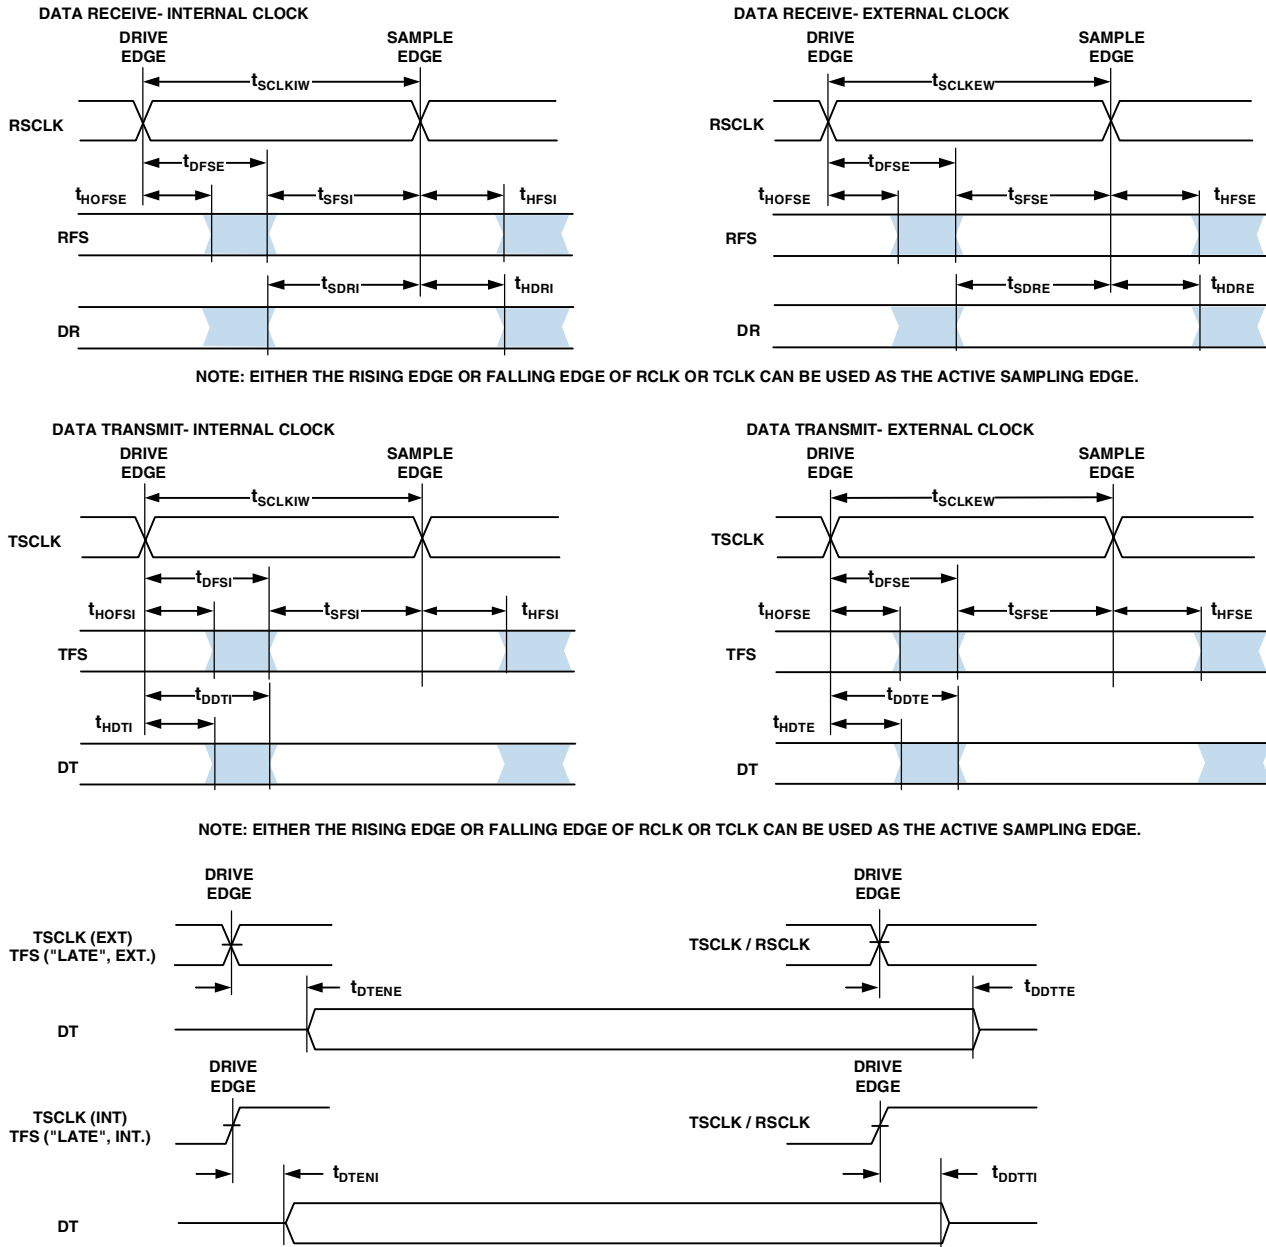 DATA RECEIVE- INTERNAL CLOCK
DRIVE
EDGE
SAMPLE
EDGE
tSCLKIW
RSCLK
tDFSE
tHOFSE
tSFSI
tHFSI
RFS
tSDRI
tHDRI
DR
DATA RECEIVE- EXTERNAL CLOCK
DRIVE
EDGE
SAMPLE
EDGE
tSCLKEW
RSCLK
tDFSE
tHOFSE
tSFSE
tHFSE
RFS
tSDRE
tHDRE
DR
NOTE: EITHER THE RISING EDGE OR FALLING EDGE OF RCLK OR TCLK CAN BE USED AS THE ACTIVE SAMPLING EDGE.
DATA TRANSMIT- INTERNAL CLOCK
DRIVE
EDGE
SAMPLE
EDGE
tSCLKIW
TSCLK
tDFSI
tHOFSI
tSFSI
tHFSI
TFS
tDDTI
tHDTI
DT
DATA TRANSMIT- EXTERNAL CLOCK
DRIVE
EDGE
SAMPLE
EDGE
tSCLKEW
TSCLK
tDFSE
tHOFSE
tSFSE
tHFSE
TFS
tDDTE
tHDTE
DT
NOTE: EITHER THE RISING EDGE OR FALLING EDGE OF RCLK OR TCLK CAN BE USED AS THE ACTIVE SAMPLING EDGE.
DRIVE
EDGE
DRIVE
EDGE
TSCLK (EXT)
TFS ("LATE", EXT.)
TSCLK / RSCLK
tDTENE
tDDTTE
DT
DRIVE
EDGE
DRIVE
EDGE
TSCLK (INT)
TFS ("LATE", INT.)
TSCLK / RSCLK
tDTENI
tDDTTI
DT